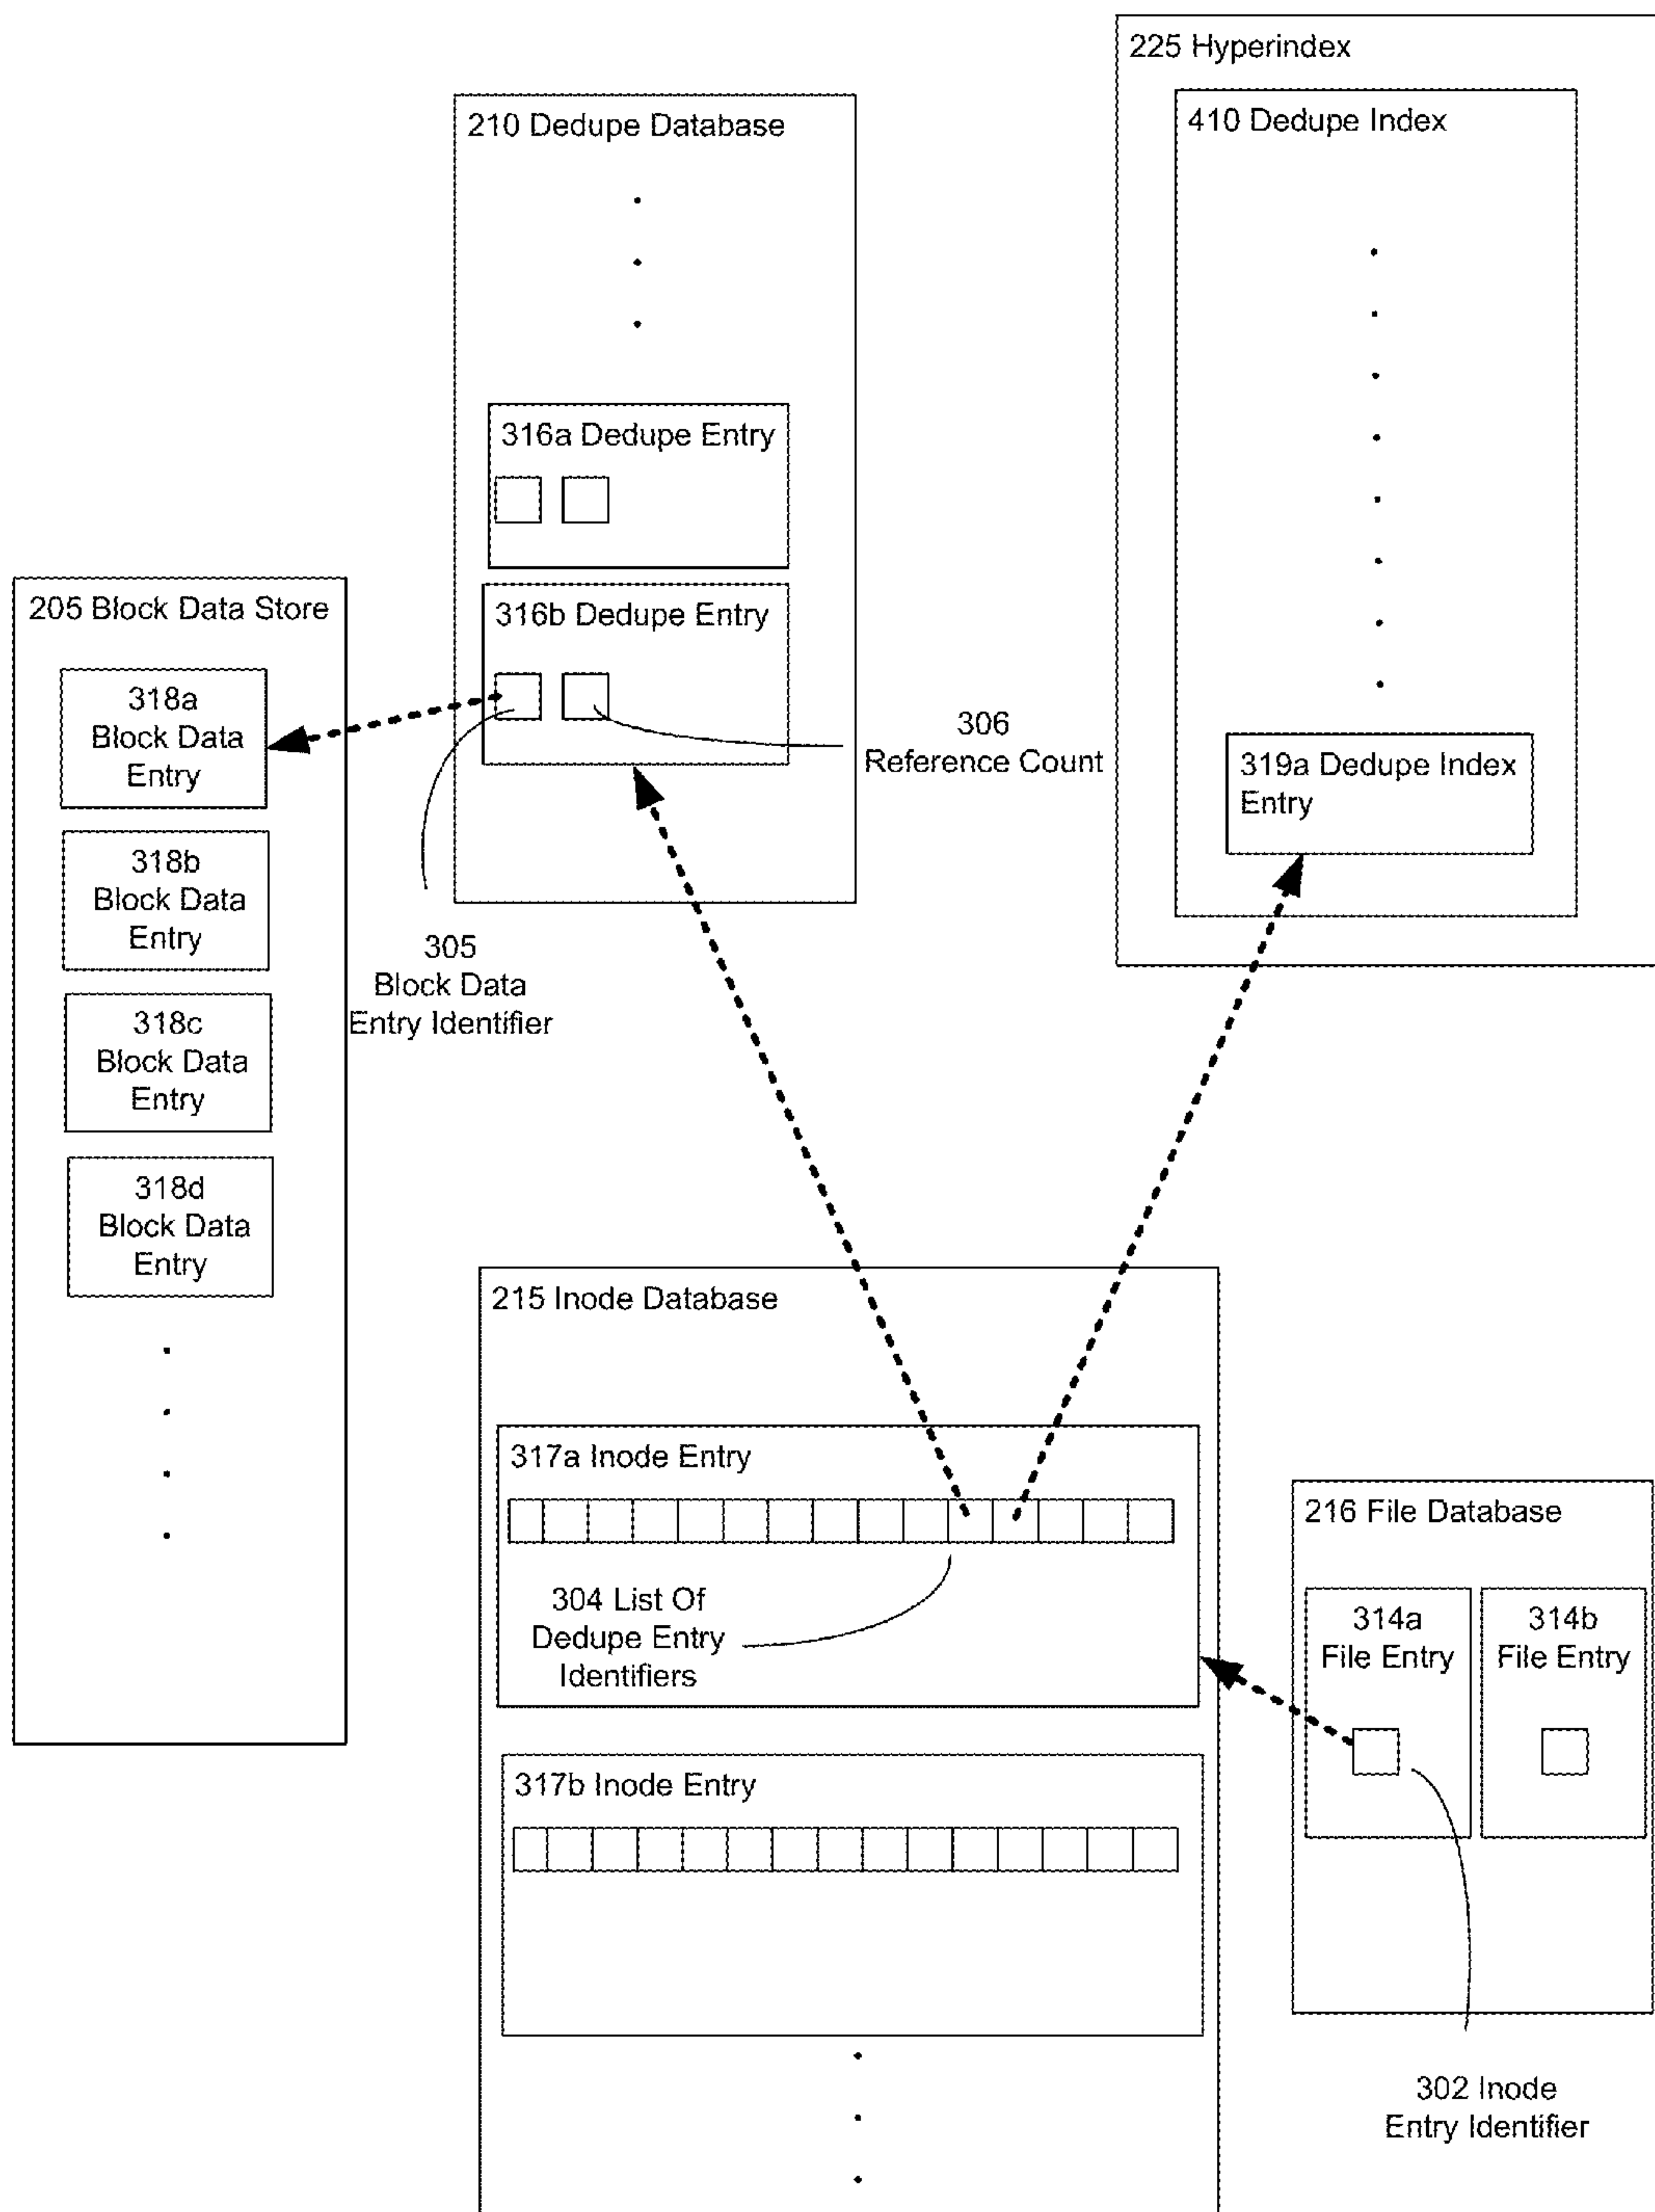 225 Hyperindex
410 Dedupe Index
210 Dedupe Database
316a Dedupe Entry
316b Dedupe Entry
205 Block Data Store
318a
Block Data
Entry
318b
Block Data
Entry
318c
Block Data
Entry
318d
Block Data
Entry
306
Reference Count
319a Dedupe Index
Entry
305
Block Data
Entry Identifier
215 Inode Database
317a Inode Entry
304 List Of
Dedupe Entry
Identifiers
317b Inode Entry
216 File Database
314a
File Entry
314b
File Entry
302 Inode
Entry Identifier